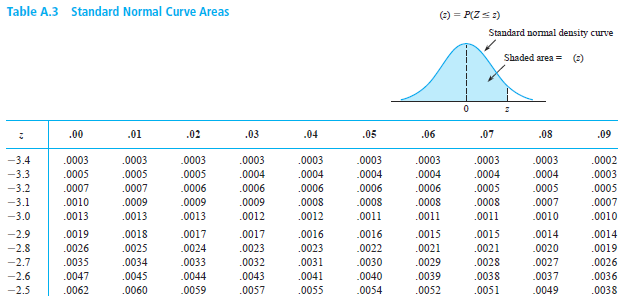 Table A.3 Standard Normal Curve Areas
(z) = P(Z ≤ z)
Standard normal density curve
Shaded area = (z)
0 z
z .00 .01 .02 .03 .04 .05 .06 .07 .08 .09
−3.4 .0003 .0003 .0003 .0003 .0003 .0003 .0003 .0003 .0003 .0002
−3.3 .0005 .0005 .0005 .0004 .0004 .0004 .0004 .0004 .0004 .0003
−3.2 .0007 .0007 .0006 .0006 .0006 .0006 .0006 .0005 .0005 .0005
−3.1 .0010 .0009 .0009 .0009 .0008 .0008 .0008 .0008 .0007 .0007
−3.0 .0013 .0013 .0013 .0012 .0012 .0011 .0011 .0011 .0010 .0010
−2.9 .0019 .0018 .0017 .0017 .0016 .0016 .0015 .0015 .0014 .0014
−2.8 .0026 .0025 .0024 .0023 .0023 .0022 .0021 .0021 .0020 .0019
−2.7 .0035 .0034 .0033 .0032 .0031 .0030 .0029 .0028 .0027 .0026
−2.6 .0047 .0045 .0044 .0043 .0041 .0040 .0039 .0038 .0037 .0036
−2.5 .0062 .0060 .0059 .0057 .0055 .0054 .0052 .0051 .0049 .0038